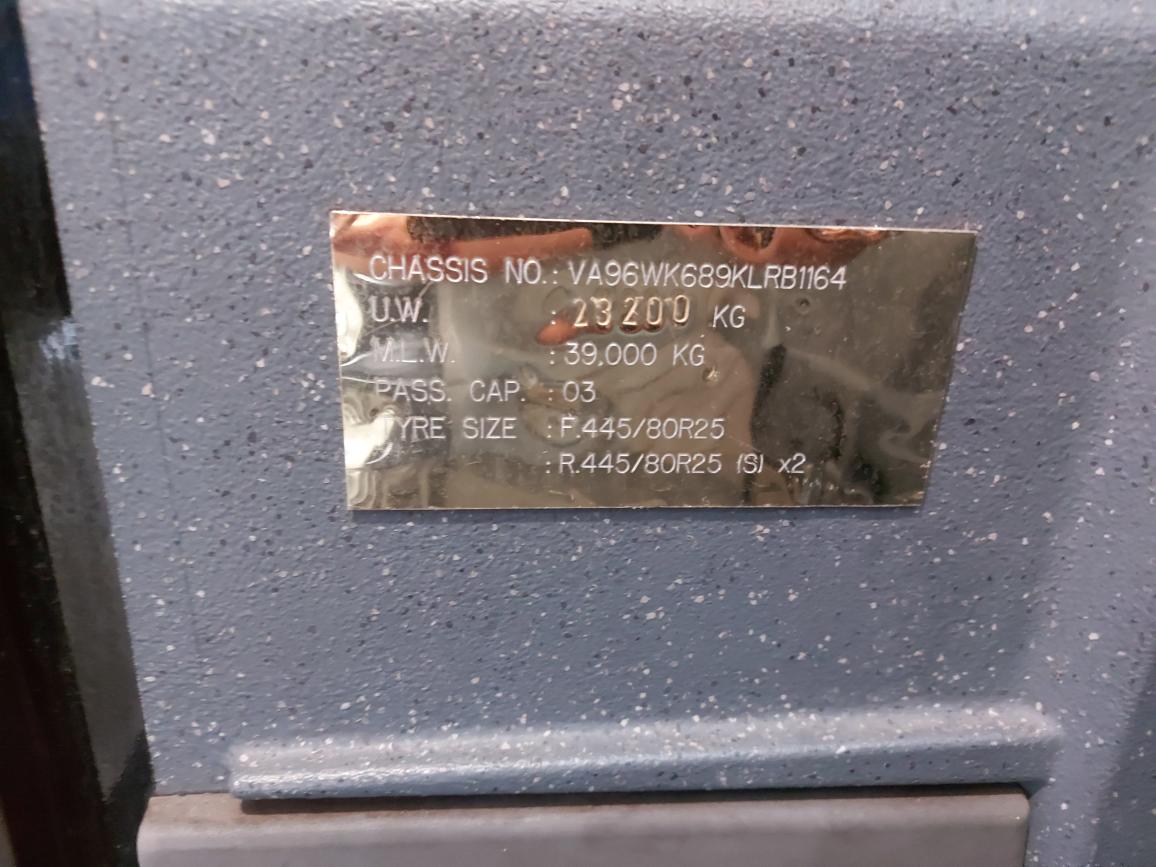 CHASSIS NO.: VA96WK689KLRB1164
U.W. : 23200 KG
M.L.W. : 39,000 KG
PASS. CAP. : 03
TYRE SIZE : F.445/80R25
: R.445/80R25 (S) x2